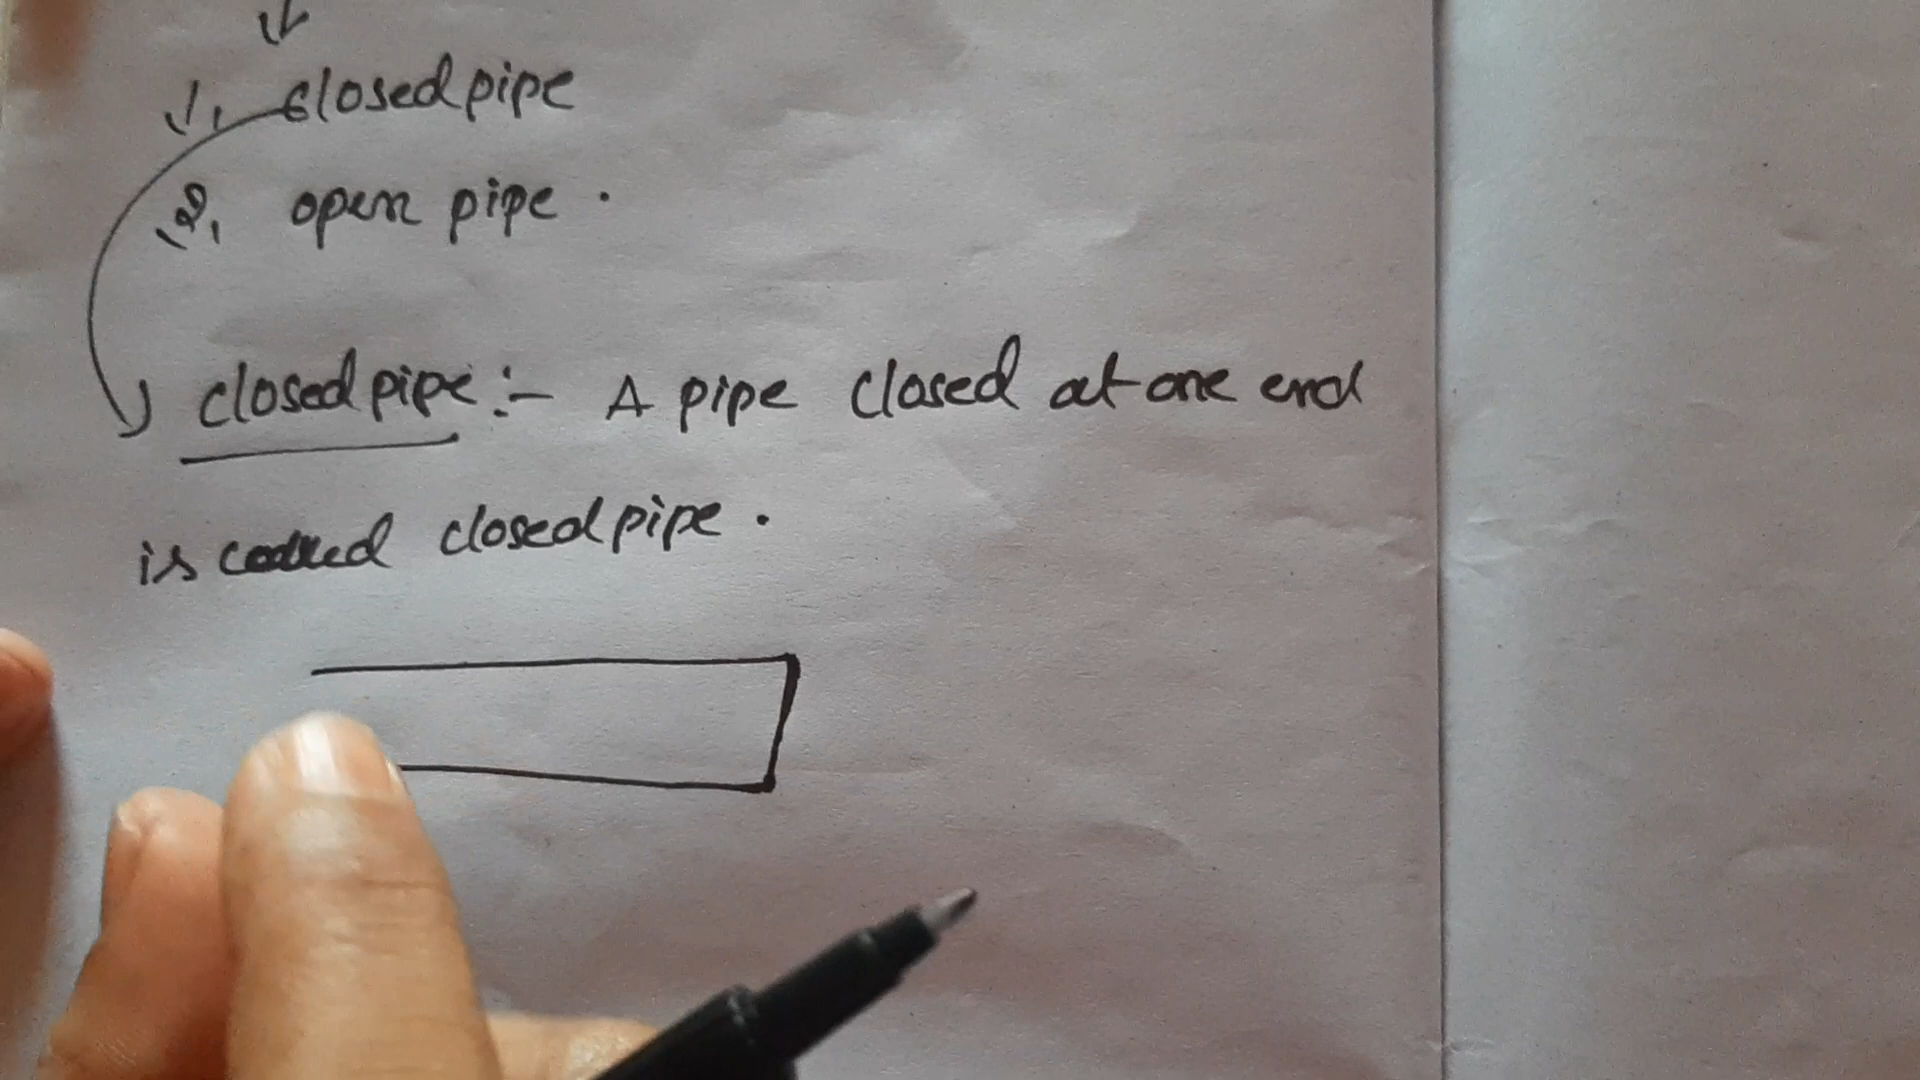 1, closed pipe
2, open pipe.
closed pipe :- A pipe closed at one end
is called closed pipe.